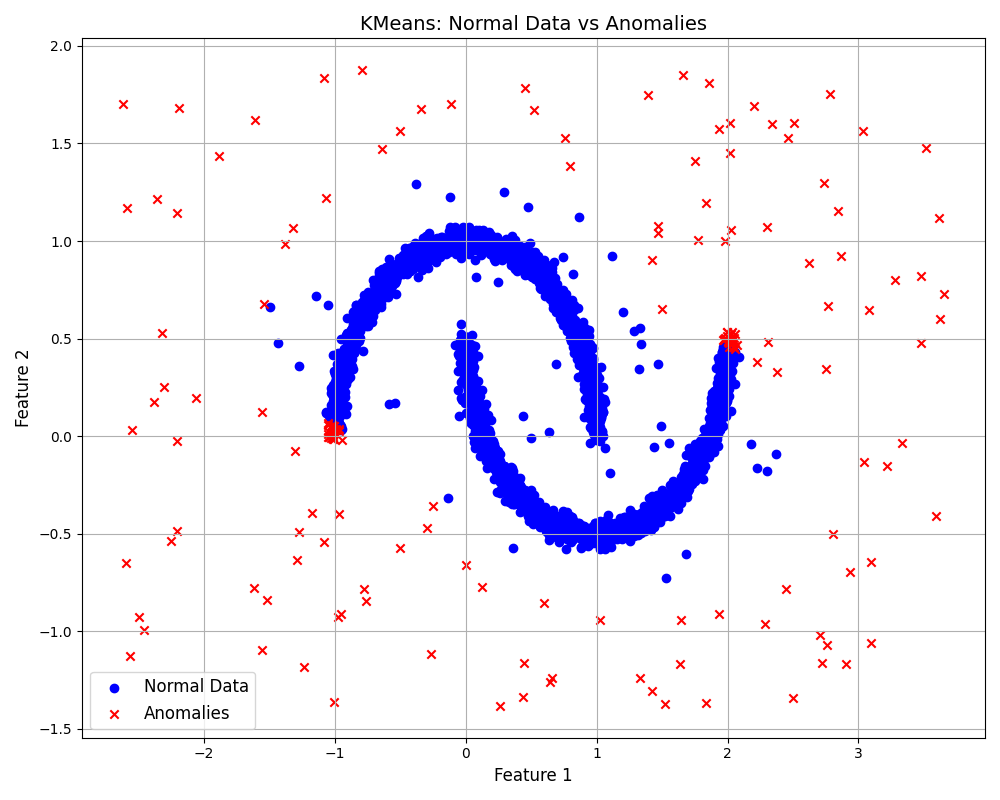 KMeans: Normal Data vs Anomalies
2.0
1.5
1.0
0.5
0.0
−0.5
−1.0
−1.5
Feature 2
Normal Data
Anomalies
−2 −1 0 1 2 3
Feature 1